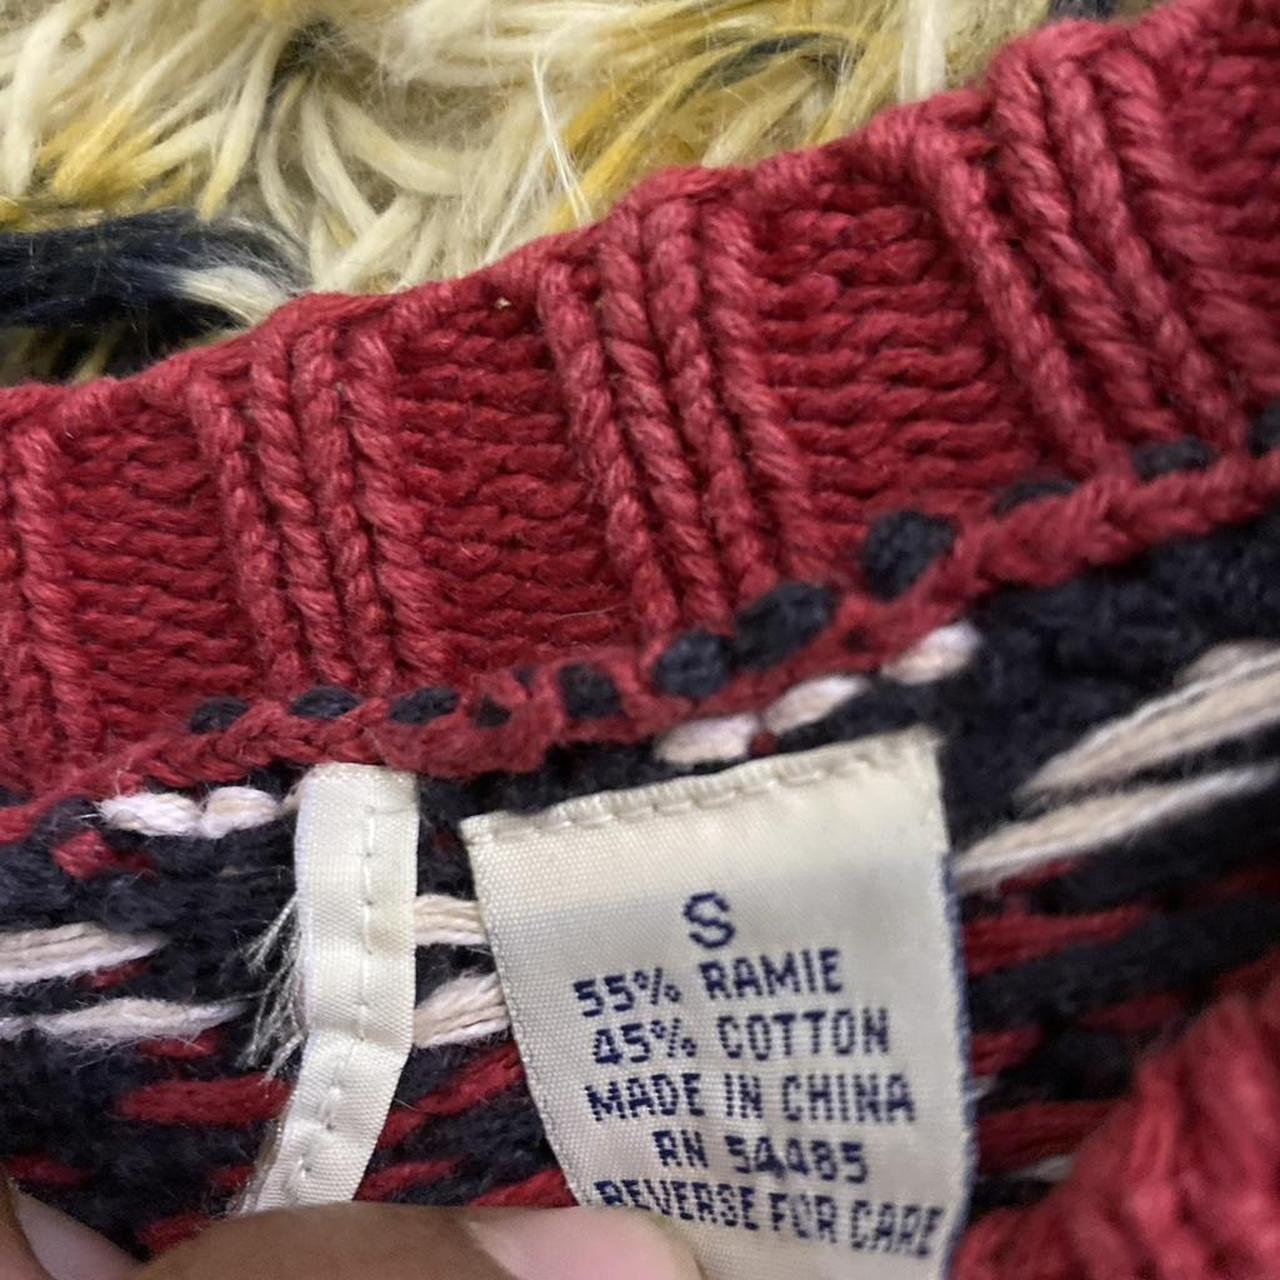 S
55% RAMIE
45% COTTON
MADE IN CHINA
RN 54485
REVERSE FOR CARE